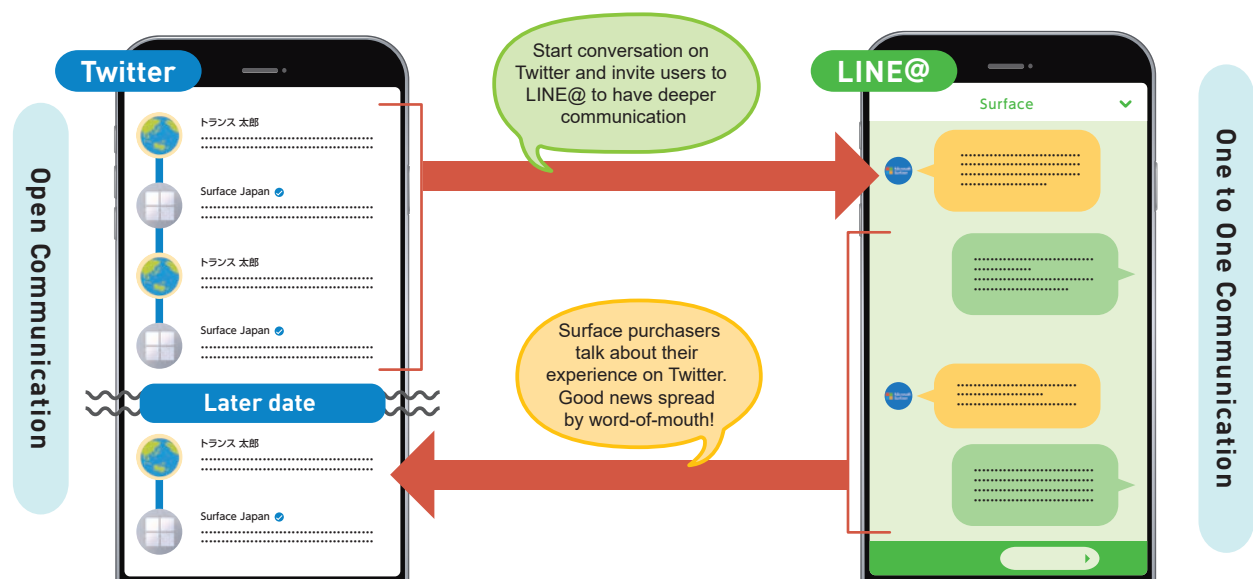 Open Communication
Twitter
トランス 太郎
Surface Japan
トランス 太郎
Surface Japan
Later date
トランス 太郎
Surface Japan
Start conversation on
Twitter and invite users to
LINE@ to have deeper
communication
Surface purchasers
talk about their
experience on Twitter.
Good news spread
by word-of-mouth!
LINE@
Surface
One to One Communication